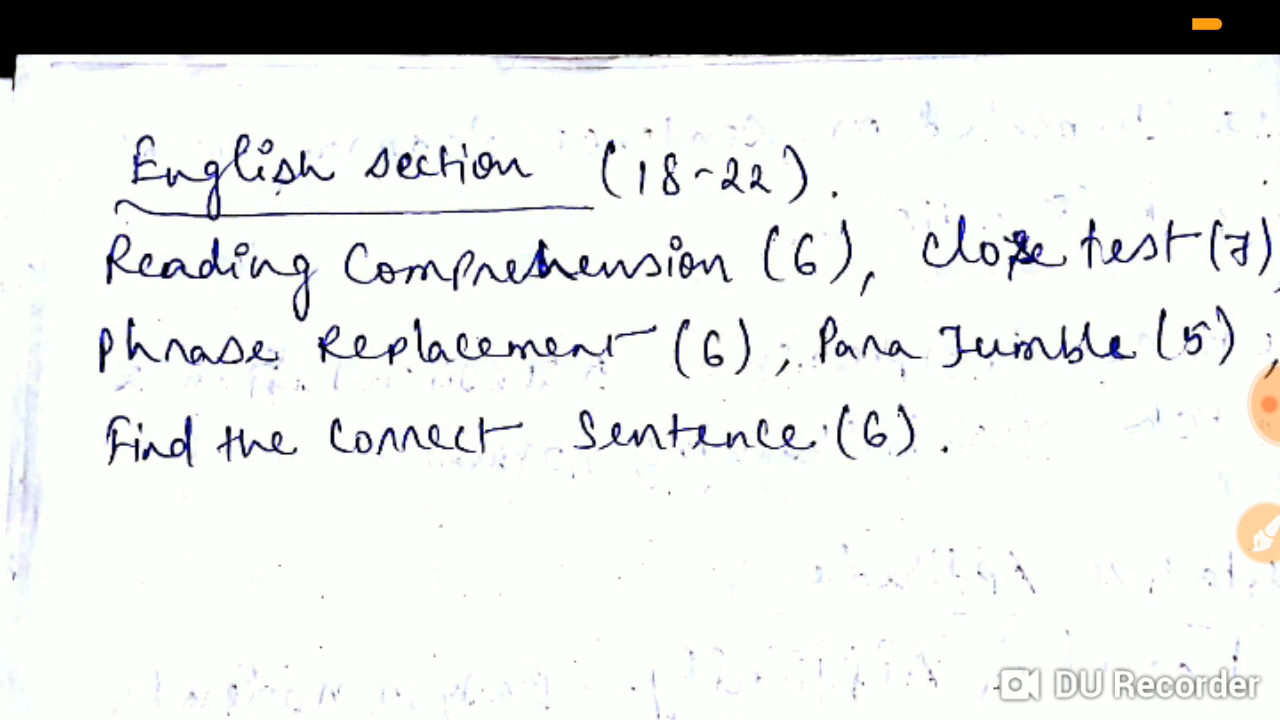 English section (18-22).
Reading Comprehension (6), Cloze test (7),
Phrase Replacement (6), Para Jumble (5),
Find the Correct Sentence (6).
DU Recorder